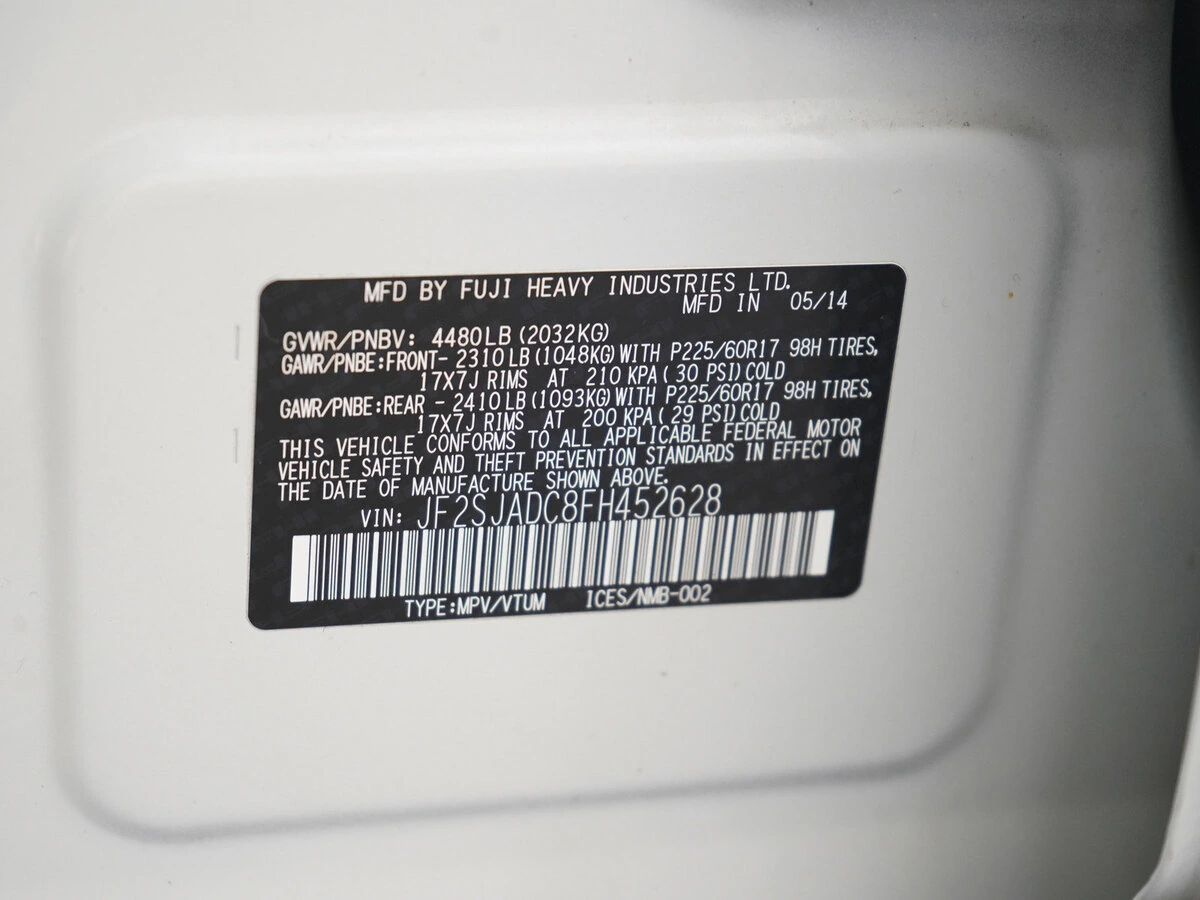 MFD BY FUJI HEAVY INDUSTRIES LTD.
MFD IN 05/14
GVWR/PNBV: 4480LB(2032KG)
GAWR/PNBE:FRONT- 2310LB(1048KG)WITH P225/60R17 98H TIRES,
17X7J RIMS AT 210 KPA( 30 PSI)COLD
GAWR/PNBE:REAR - 2410LB(1093KG)WITH P225/60R17 98H TIRES,
17X7J RIMS AT 200 KPA( 29 PSI)COLD
THIS VEHICLE CONFORMS TO ALL APPLICABLE FEDERAL MOTOR
VEHICLE SAFETY AND THEFT PREVENTION STANDARDS IN EFFECT ON
THE DATE OF MANUFACTURE SHOWN ABOVE.
VIN: JF2SJADC8FH452628
TYPE:MPV/VTUM ICES/NMB-002